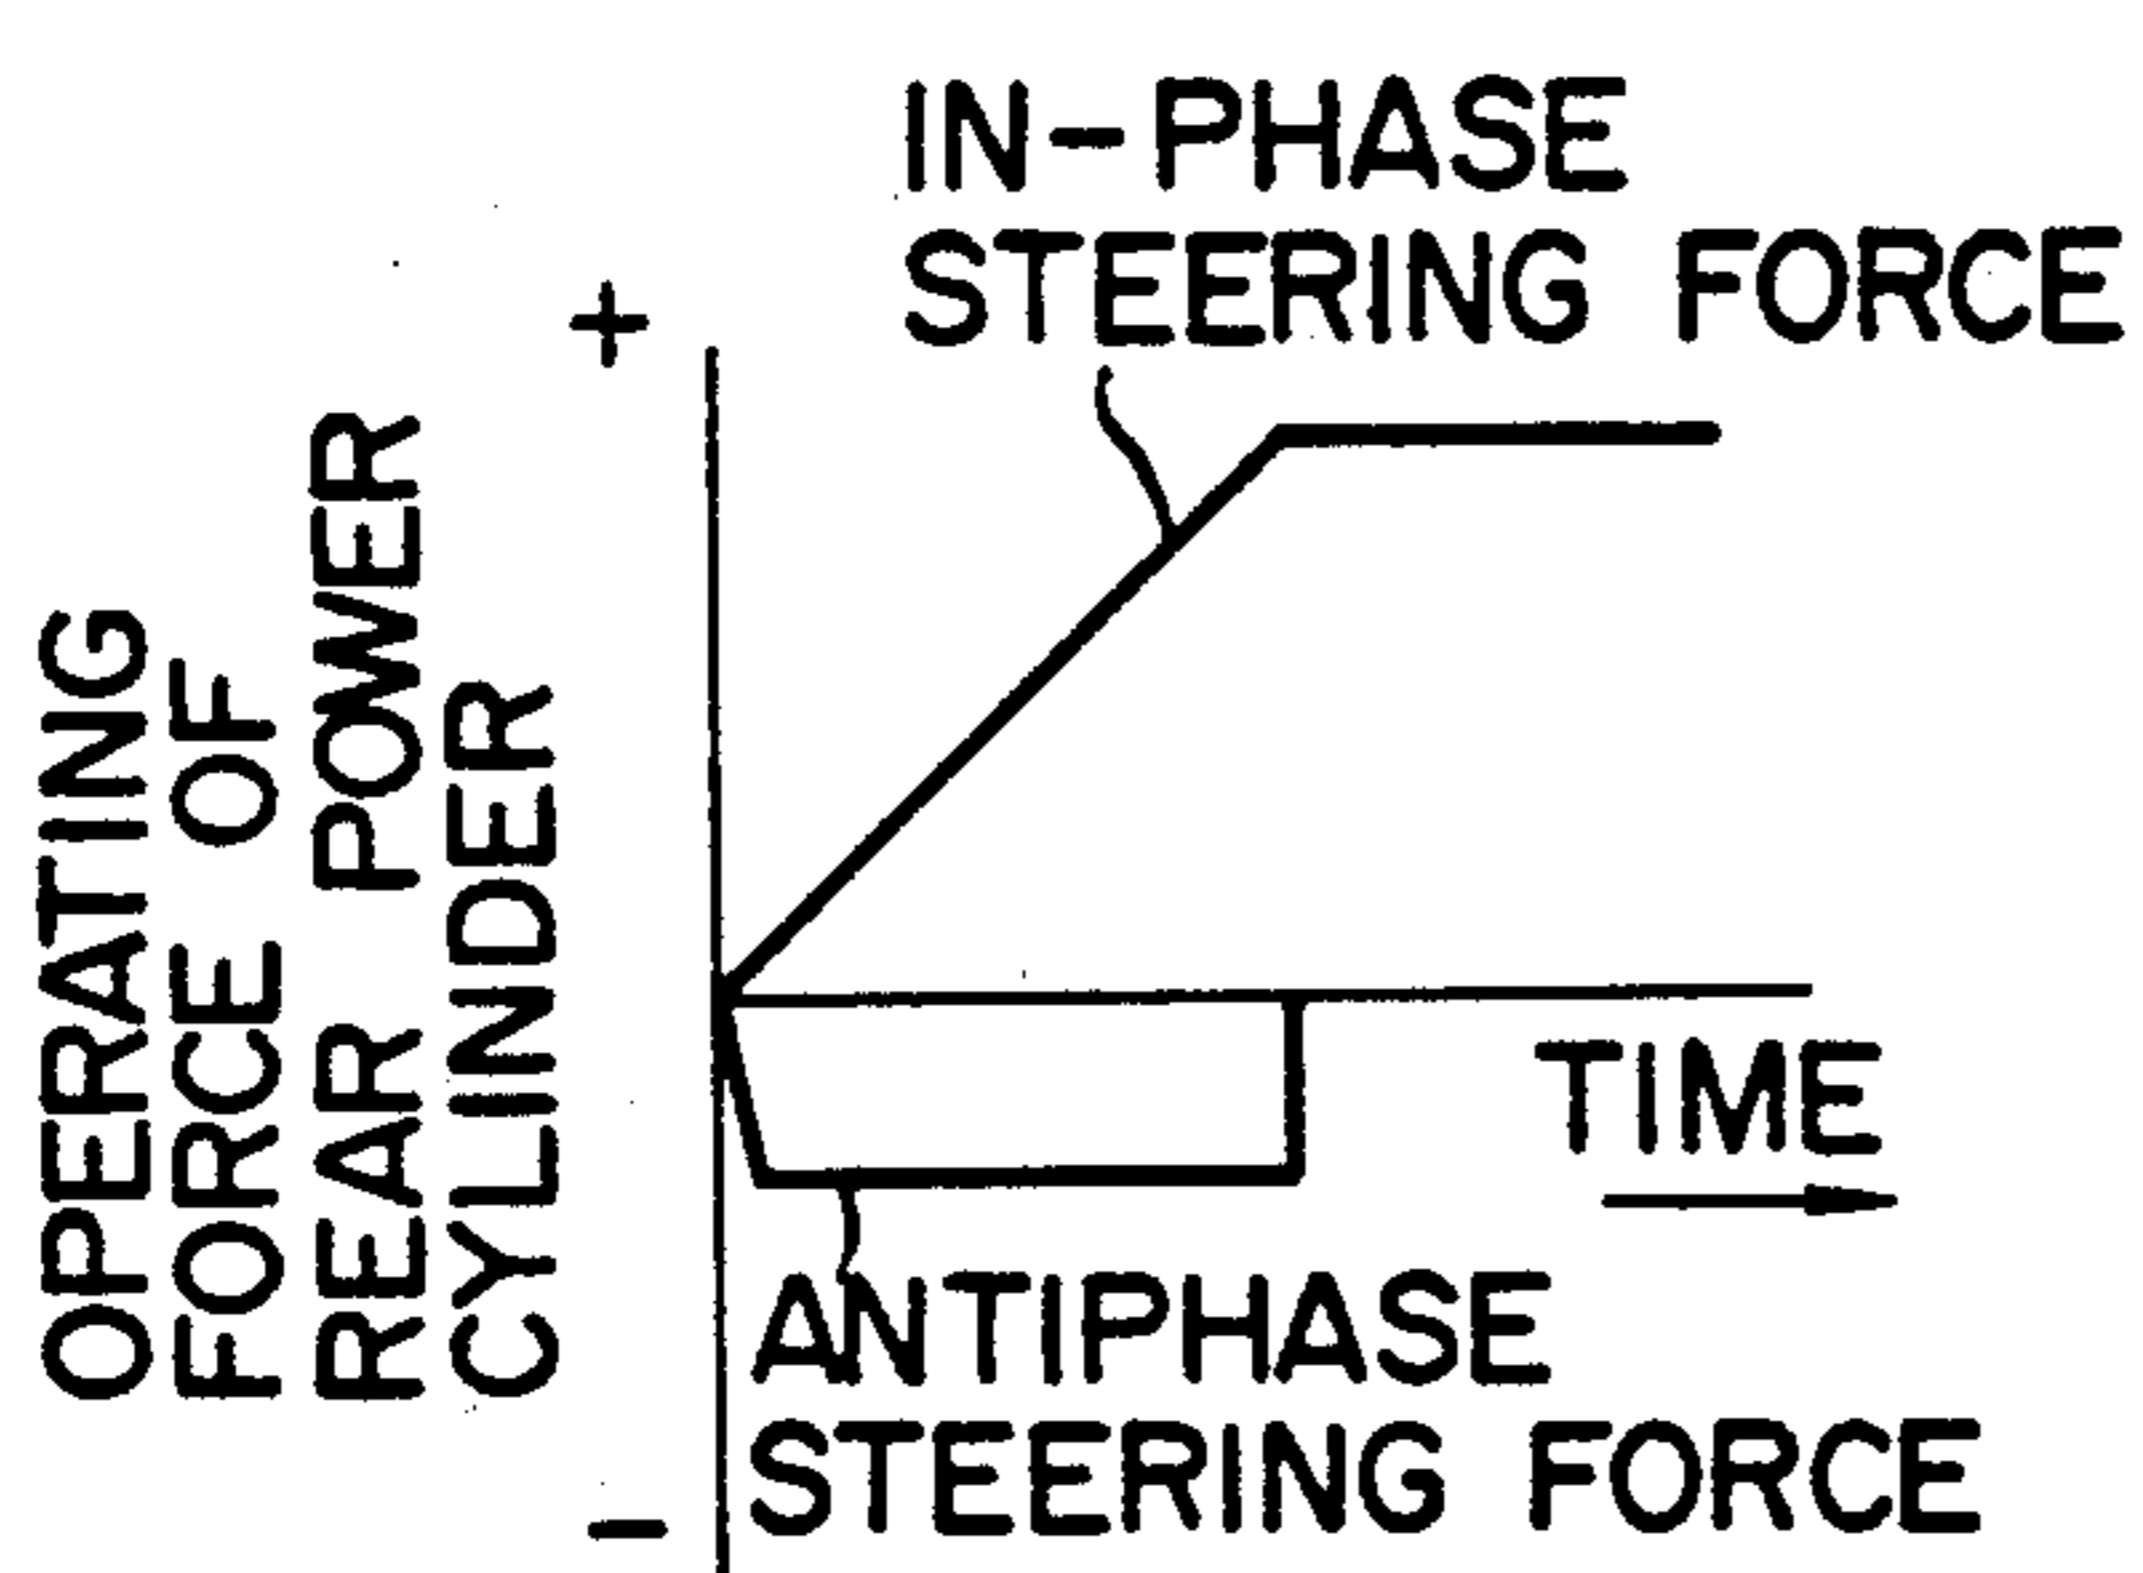 IN-PHASE
STEERING FORCE
+
OPERATING
FORCE OF
REAR POWER
CYLINDER
TIME
ANTIPHASE
STEERING FORCE
−